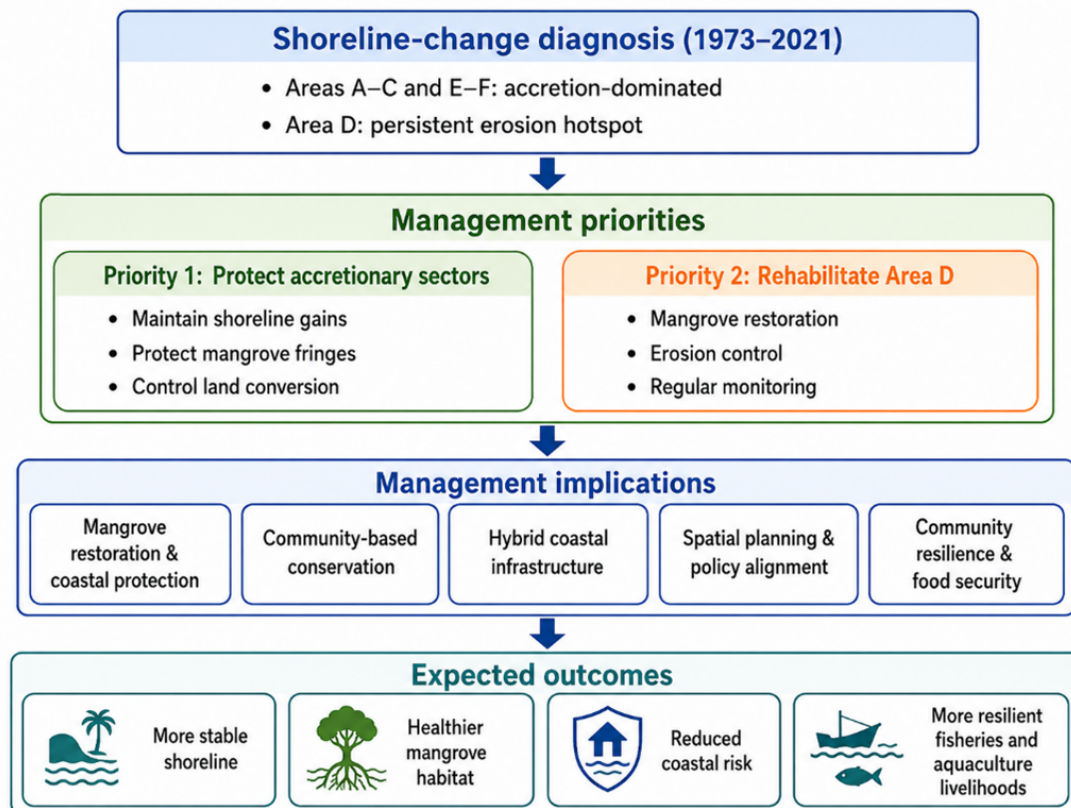 Shoreline-change diagnosis (1973–2021)
• Areas A–C and E–F: accretion-dominated
• Area D: persistent erosion hotspot
Management priorities
Priority 1: Protect accretionary sectors
• Maintain shoreline gains
• Protect mangrove fringes
• Control land conversion
Priority 2: Rehabilitate Area D
• Mangrove restoration
• Erosion control
• Regular monitoring
Management implications
Mangrove
restoration &
coastal protection
Community-based
conservation
Hybrid coastal
infrastructure
Spatial planning &
policy alignment
Community
resilience &
food security
Expected outcomes
More stable
shoreline
Healthier
mangrove
habitat
Reduced
coastal risk
More resilient
fisheries and
aquaculture
livelihoods